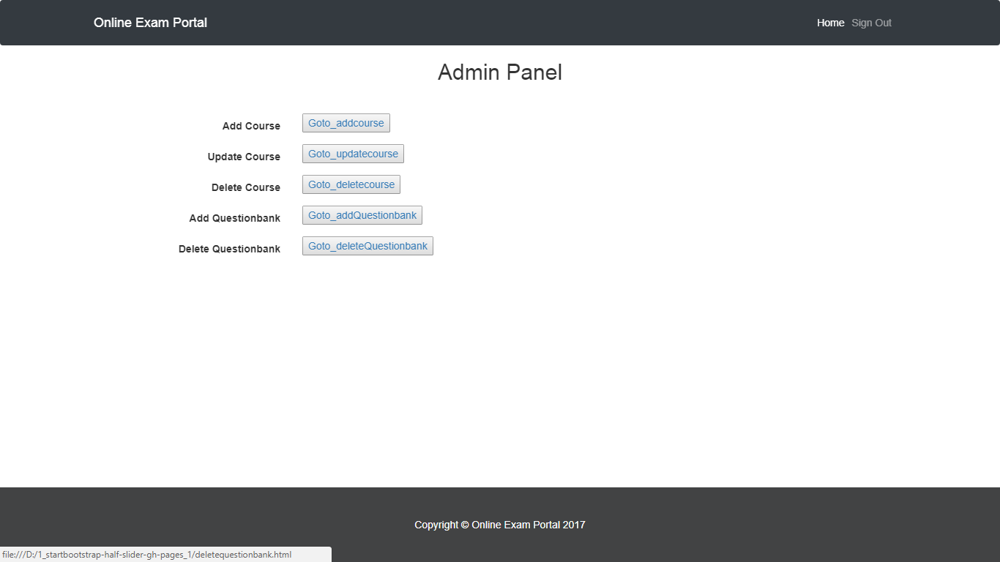 Online Exam Portal
Home Sign Out
Admin Panel
Add Course Goto_addcourse
Update Course Goto_updatecourse
Delete Course Goto_deletecourse
Add Questionbank Goto_addQuestionbank
Delete Questionbank Goto_deleteQuestionbank
Copyright © Online Exam Portal 2017
file:///D:/1_startbootstrap-half-slider-gh-pages_1/deletequestionbank.html